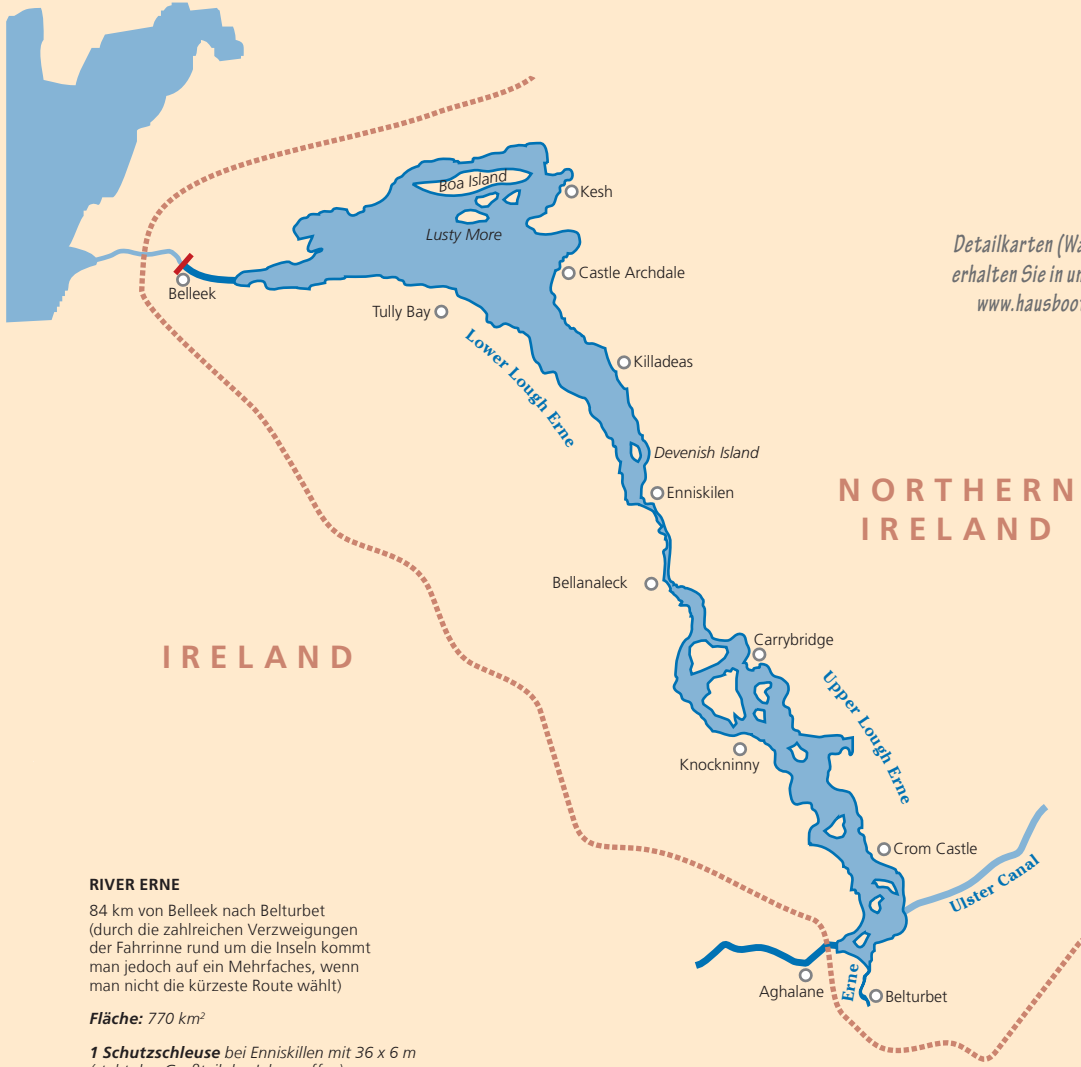 Boa Island
Kesh
Lusty More
Detailkarten
Castle Archdale
erhalten Sie in
Belleek
Tully Bay
Lower Lough Erne
Killadeas
Devenish Island
Enniskilen
NORTHERN
IRELAND
Bellanaleck
Carrybridge
IRELAND
Upper Lough Erne
Knockninny
Crom Castle
Ulster Canal
RIVER ERNE
84 km von Belleek nach Belturbet
(durch die zahlreichen Verzweigungen
der Fahrrinne rund um die Inseln kommt
man jedoch auf ein Mehrfaches, wenn
man nicht die kürzeste Route wählt)
Aghalane
Erne
Belturbet
Fläche: 770 km²
1 Schutzschleuse bei Enniskillen mit 36 x 6 m